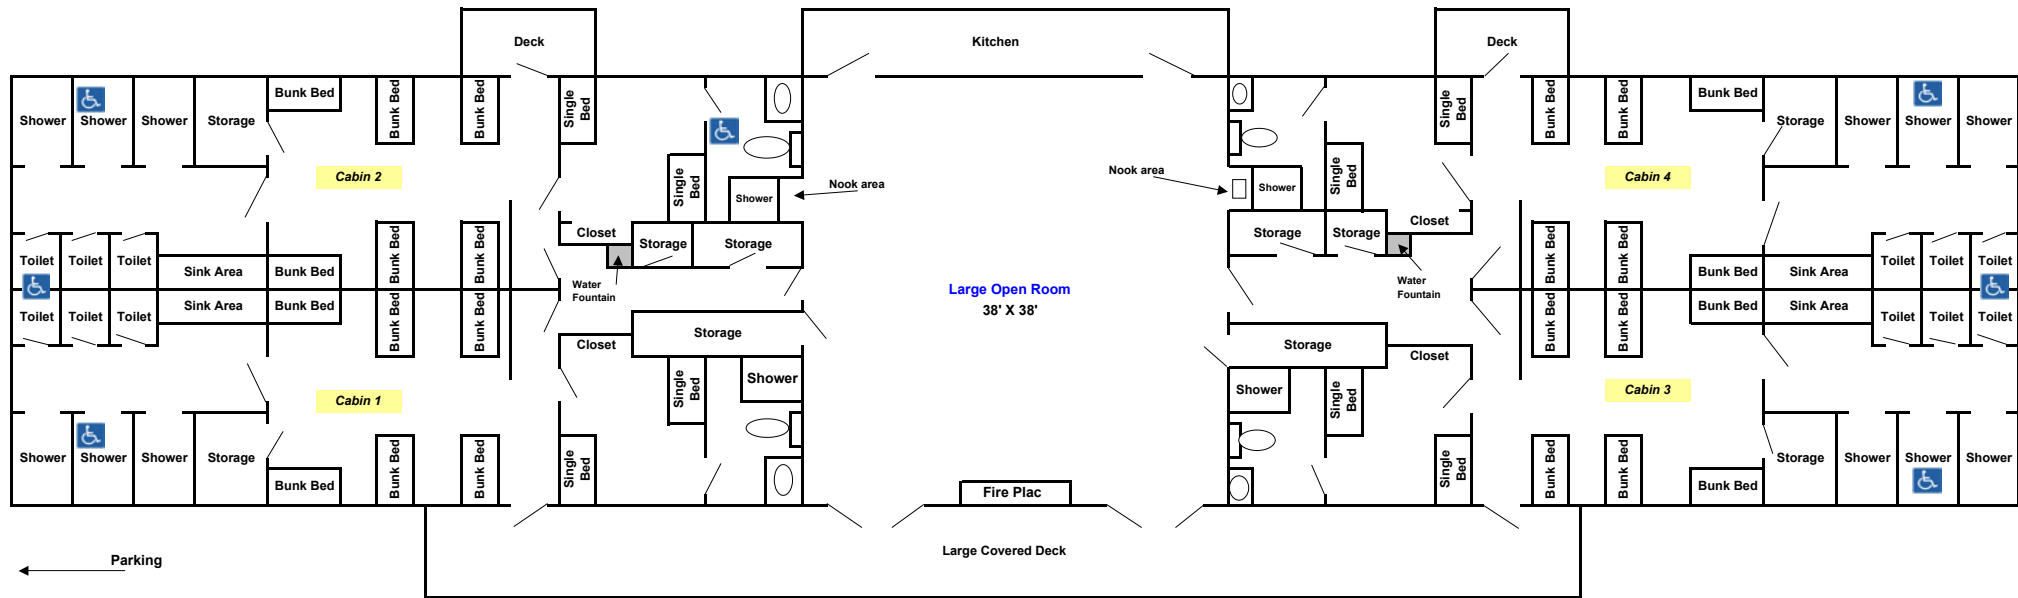 Deck
Kitchen
Deck
Shower
Shower
Shower
Storage
Bunk Bed
Bunk Bed
Bunk Bed
Single
Bed
Single
Bed
Bunk Bed
Bunk Bed
Bunk Bed
Storage
Shower
Shower
Shower
Cabin 2
Single
Bed
Shower
Nook area
Nook area
Shower
Single
Bed
Cabin 4
Closet
Storage
Storage
Storage
Storage
Closet
Toilet
Toilet
Toilet
Sink Area
Bunk Bed
Bunk Bed
Bunk Bed
Water
Fountain
Large Open Room
38' X 38'
Water
Fountain
Bunk Bed
Bunk Bed
Bunk Bed
Sink Area
Toilet
Toilet
Toilet
Toilet
Toilet
Toilet
Sink Area
Bunk Bed
Bunk Bed
Bunk Bed
Closet
Storage
Storage
Closet
Bunk Bed
Bunk Bed
Bunk Bed
Sink Area
Toilet
Toilet
Toilet
Cabin 1
Single
Bed
Shower
Shower
Single
Bed
Cabin 3
Shower
Shower
Shower
Storage
Bunk Bed
Bunk Bed
Bunk Bed
Single
Bed
Fire Plac
Single
Bed
Bunk Bed
Bunk Bed
Bunk Bed
Storage
Shower
Shower
Shower
Large Covered Deck
Parking